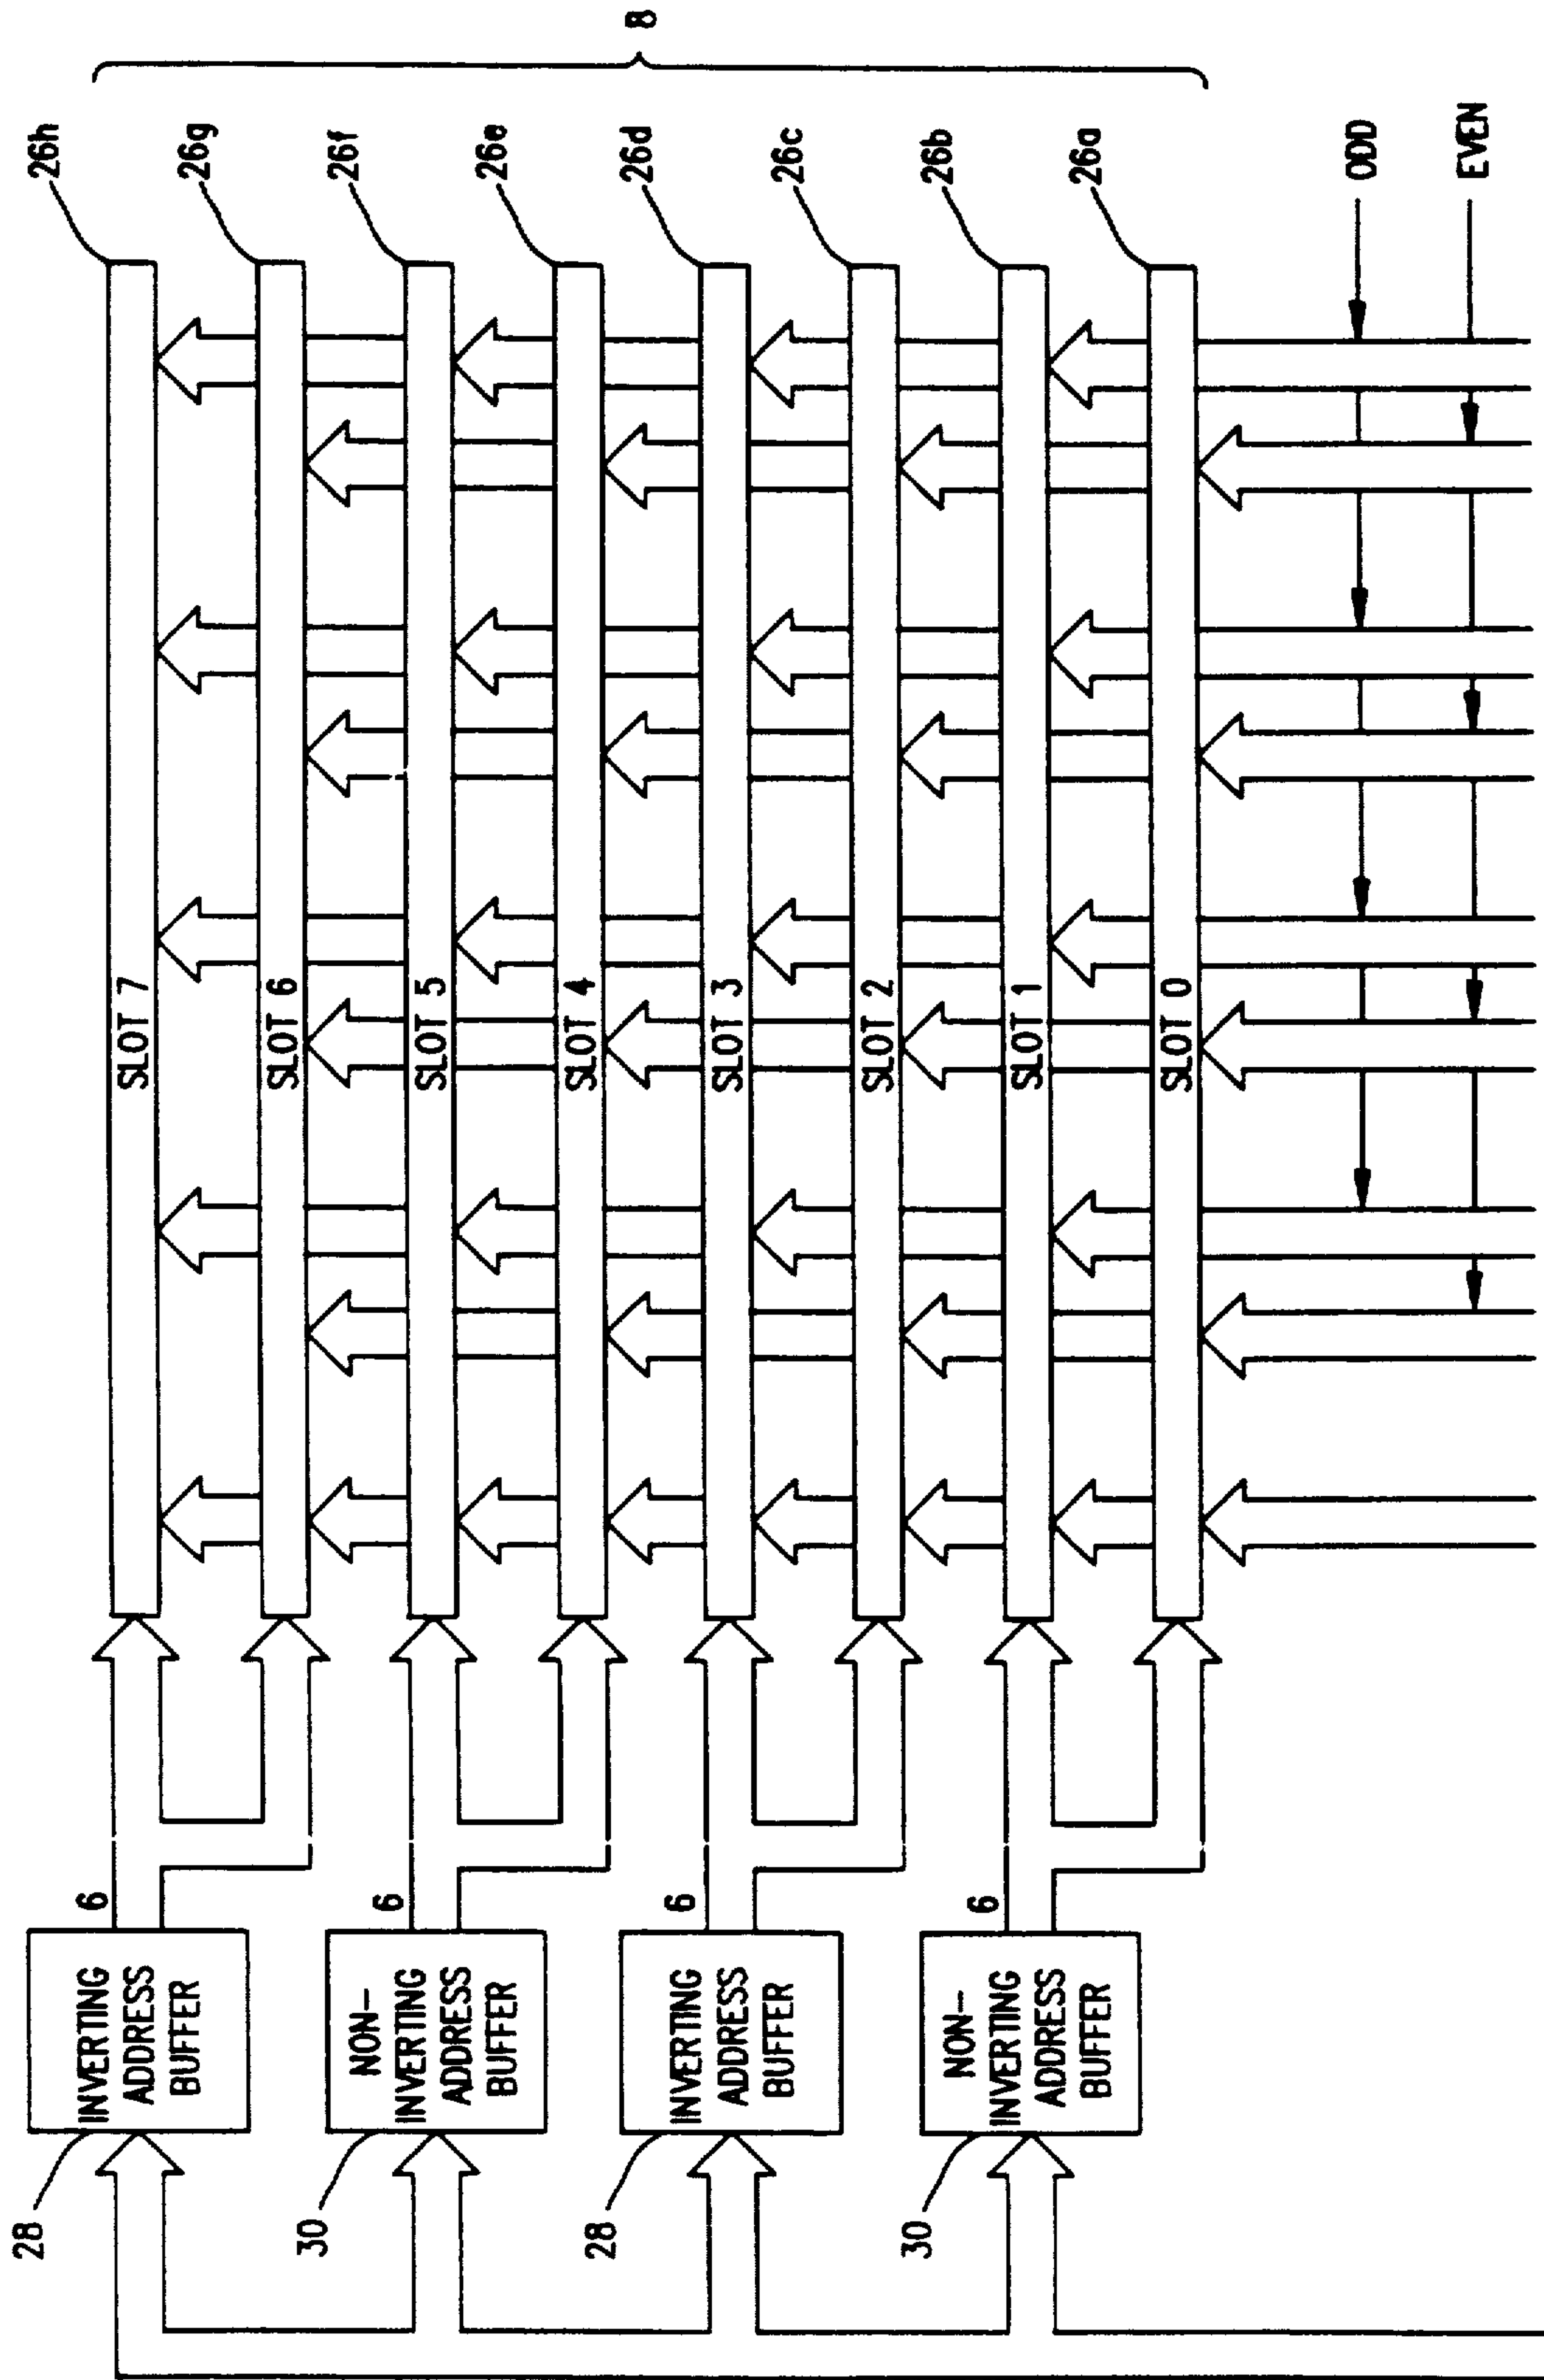 28
INVERTING
ADDRESS
BUFFER
6
SLOT 7
26h
SLOT 6
26g
30
NON-
INVERTING
ADDRESS
BUFFER
6
SLOT 5
26f
SLOT 4
26e
28
INVERTING
ADDRESS
BUFFER
6
SLOT 3
26d
SLOT 2
26c
30
NON-
INVERTING
ADDRESS
BUFFER
6
SLOT 1
26b
SLOT 0
26a
8
ODD
EVEN